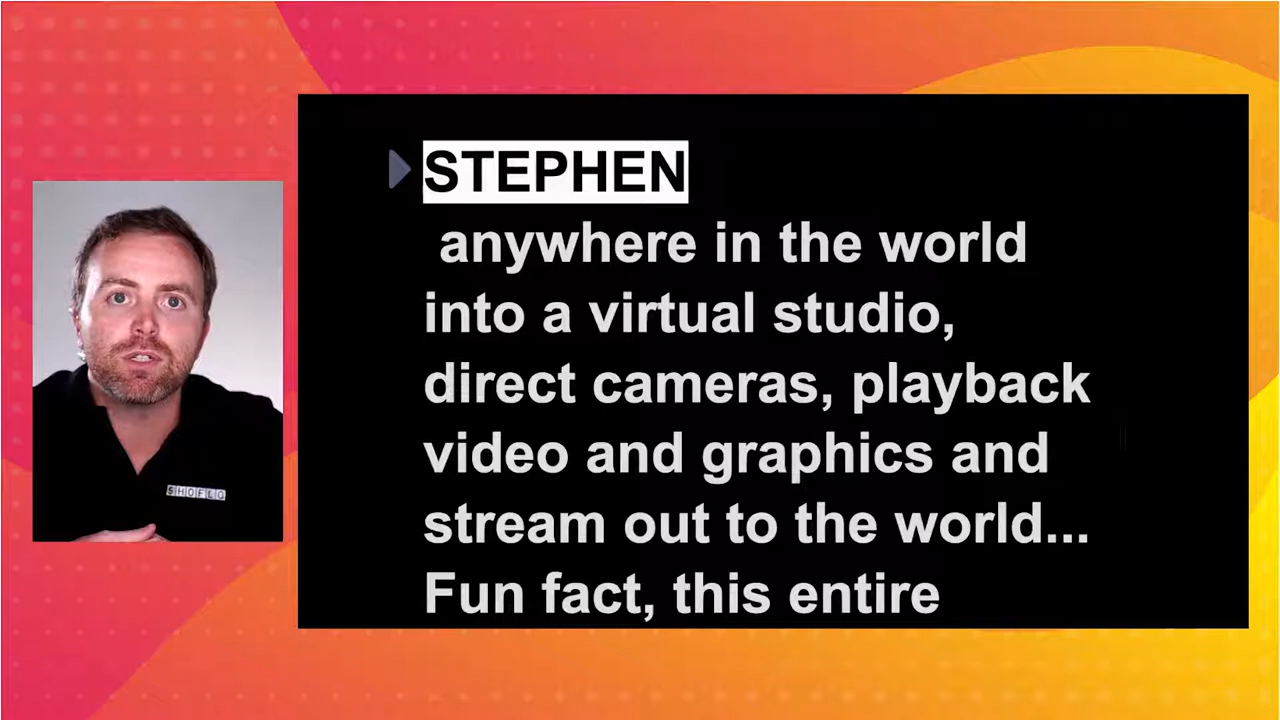 STEPHEN
anywhere in the world
into a virtual studio,
direct cameras, playback
video and graphics and
stream out to the world...
Fun fact, this entire
SHOFLO